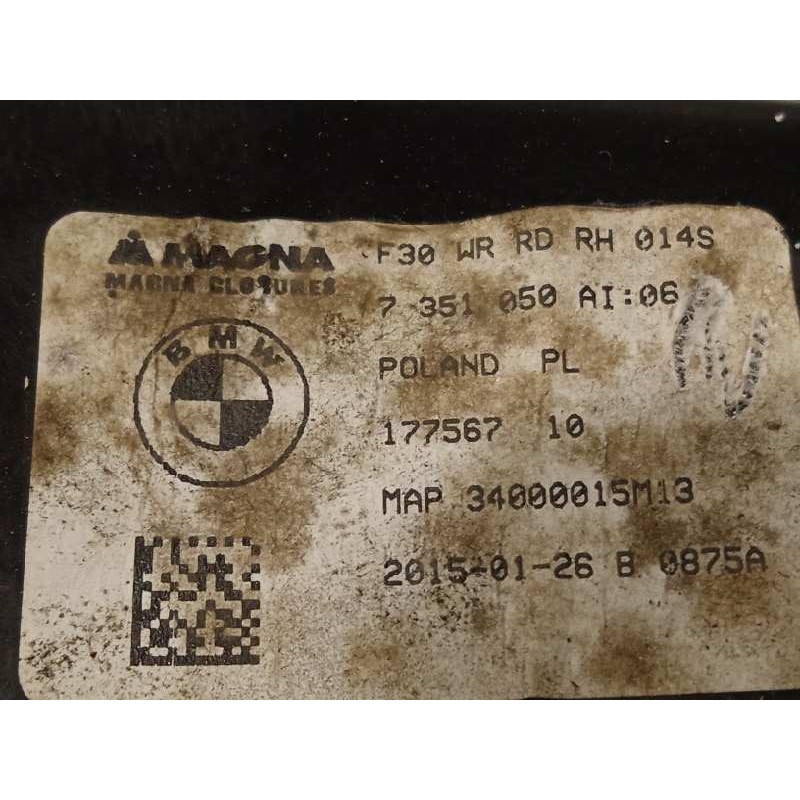 MAGNA
MAGNA CLOSURES
BMW
F30 WR RD RH 014S
7 351 050 AI:06
POLAND PL
177567 10
MAP 34000015M13
2015-01-26 B 0875A